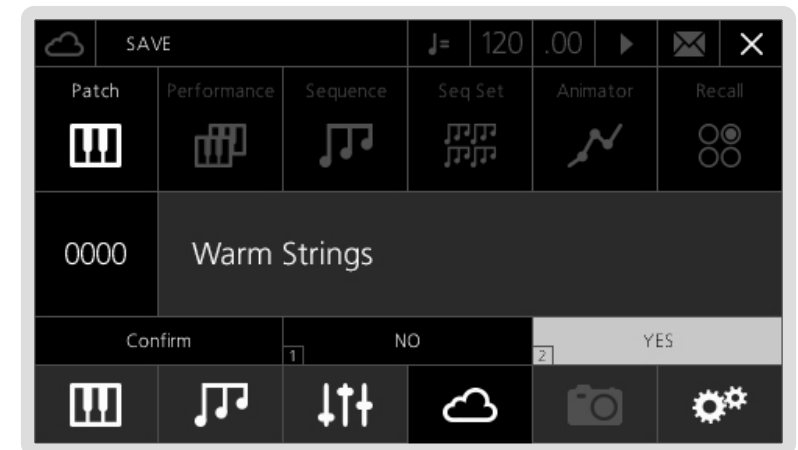 SAVE ♩= 120 .00
Patch Performance Sequence Seq Set Animator Recall
0000 Warm Strings
Confirm 1 NO 2 YES